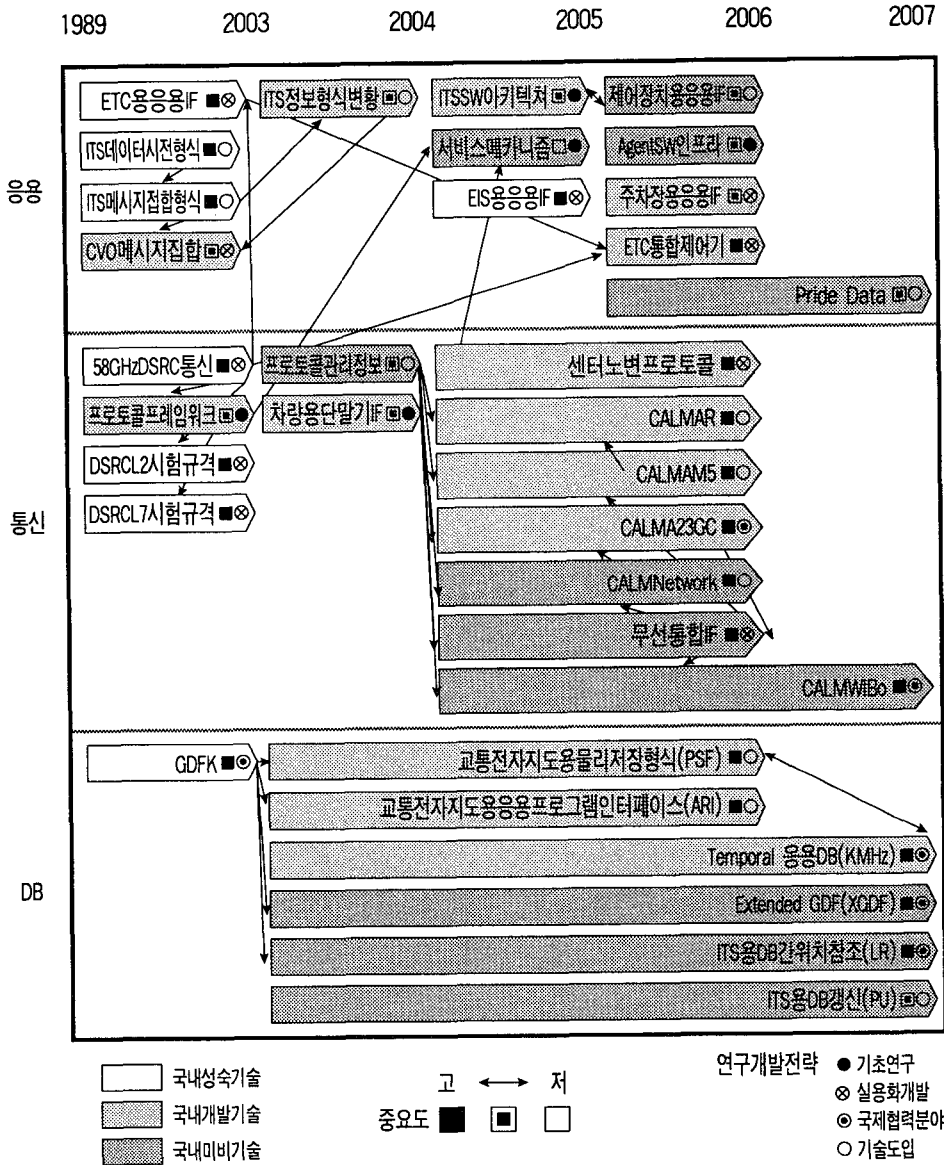 1989 2003 2004 2005 2006 2007
응용
ETC용응용IF
ITS정보형식변황
ITSSW아키텍쳐
제어장치용응용IF
ITS데이터사전형식
서비스메카니즘
AgentSW인프라
ITS메시지접합형식
EIS용응용IF
주차장용응용IF
CVO메시지집합
ETC통합제어기
Pride Data
통신
58GHzDSRC통신
프로토콜관리정보
센터노변프로토콜
프로토콜프레임워크
차량용단말기IF
CALMAR
DSRCL2시험규격
CALMAM5
DSRCL7시험규격
CALMA23GC
CALMNetwork
무선통합IF
CALMWIBo
DB
GDFK
교통전자지도용물리저장형식(PSF)
교통전자지도용응용프로그램인터페이스(ARI)
Temporal 응용DB(KMHz)
Extended GDF(XGDF)
ITS용DB간위치참조(LR)
ITS용DB갱신(PU)
국내성숙기술
국내개발기술
국내미비기술
고 저
중요도
연구개발전략
기초연구
실용화개발
국제협력분야
기술도입